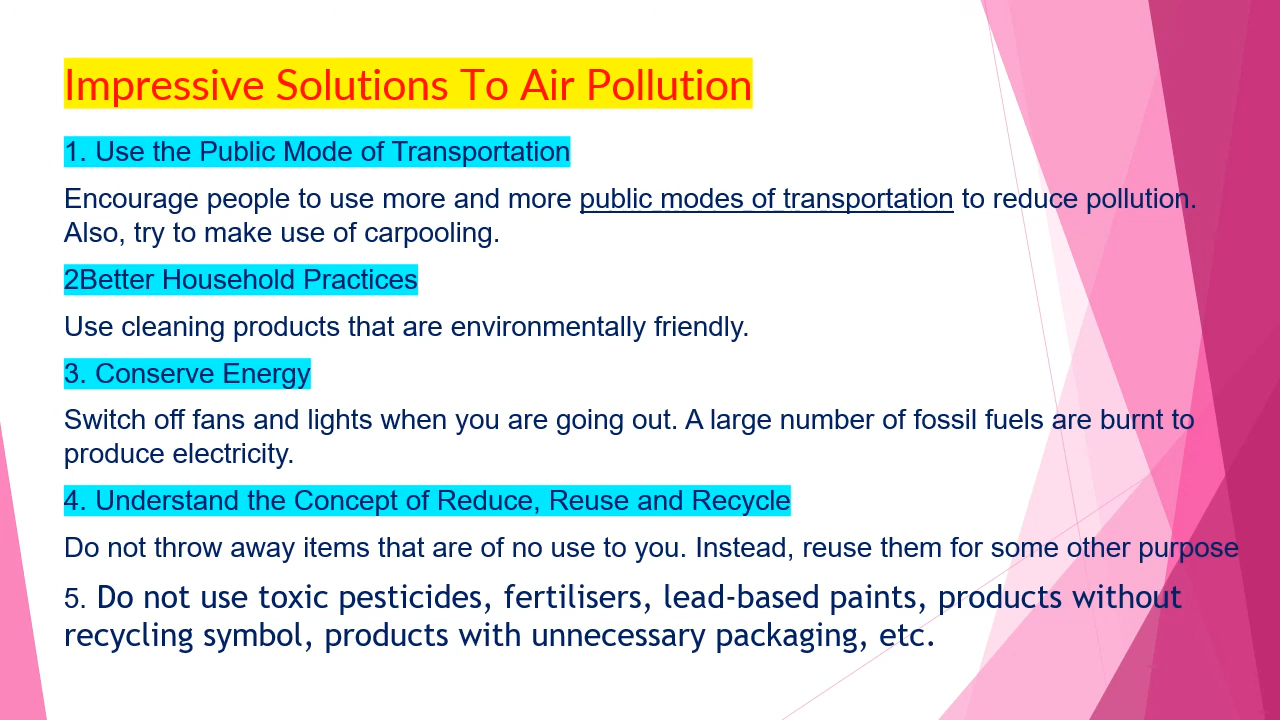 Impressive Solutions To Air Pollution
1. Use the Public Mode of Transportation
Encourage people to use more and more public modes of transportation to reduce pollution.
Also, try to make use of carpooling.
2Better Household Practices
Use cleaning products that are environmentally friendly.
3. Conserve Energy
Switch off fans and lights when you are going out. A large number of fossil fuels are burnt to
produce electricity.
4. Understand the Concept of Reduce, Reuse and Recycle
Do not throw away items that are of no use to you. Instead, reuse them for some other purpose
5. Do not use toxic pesticides, fertilisers, lead-based paints, products without
recycling symbol, products with unnecessary packaging, etc.